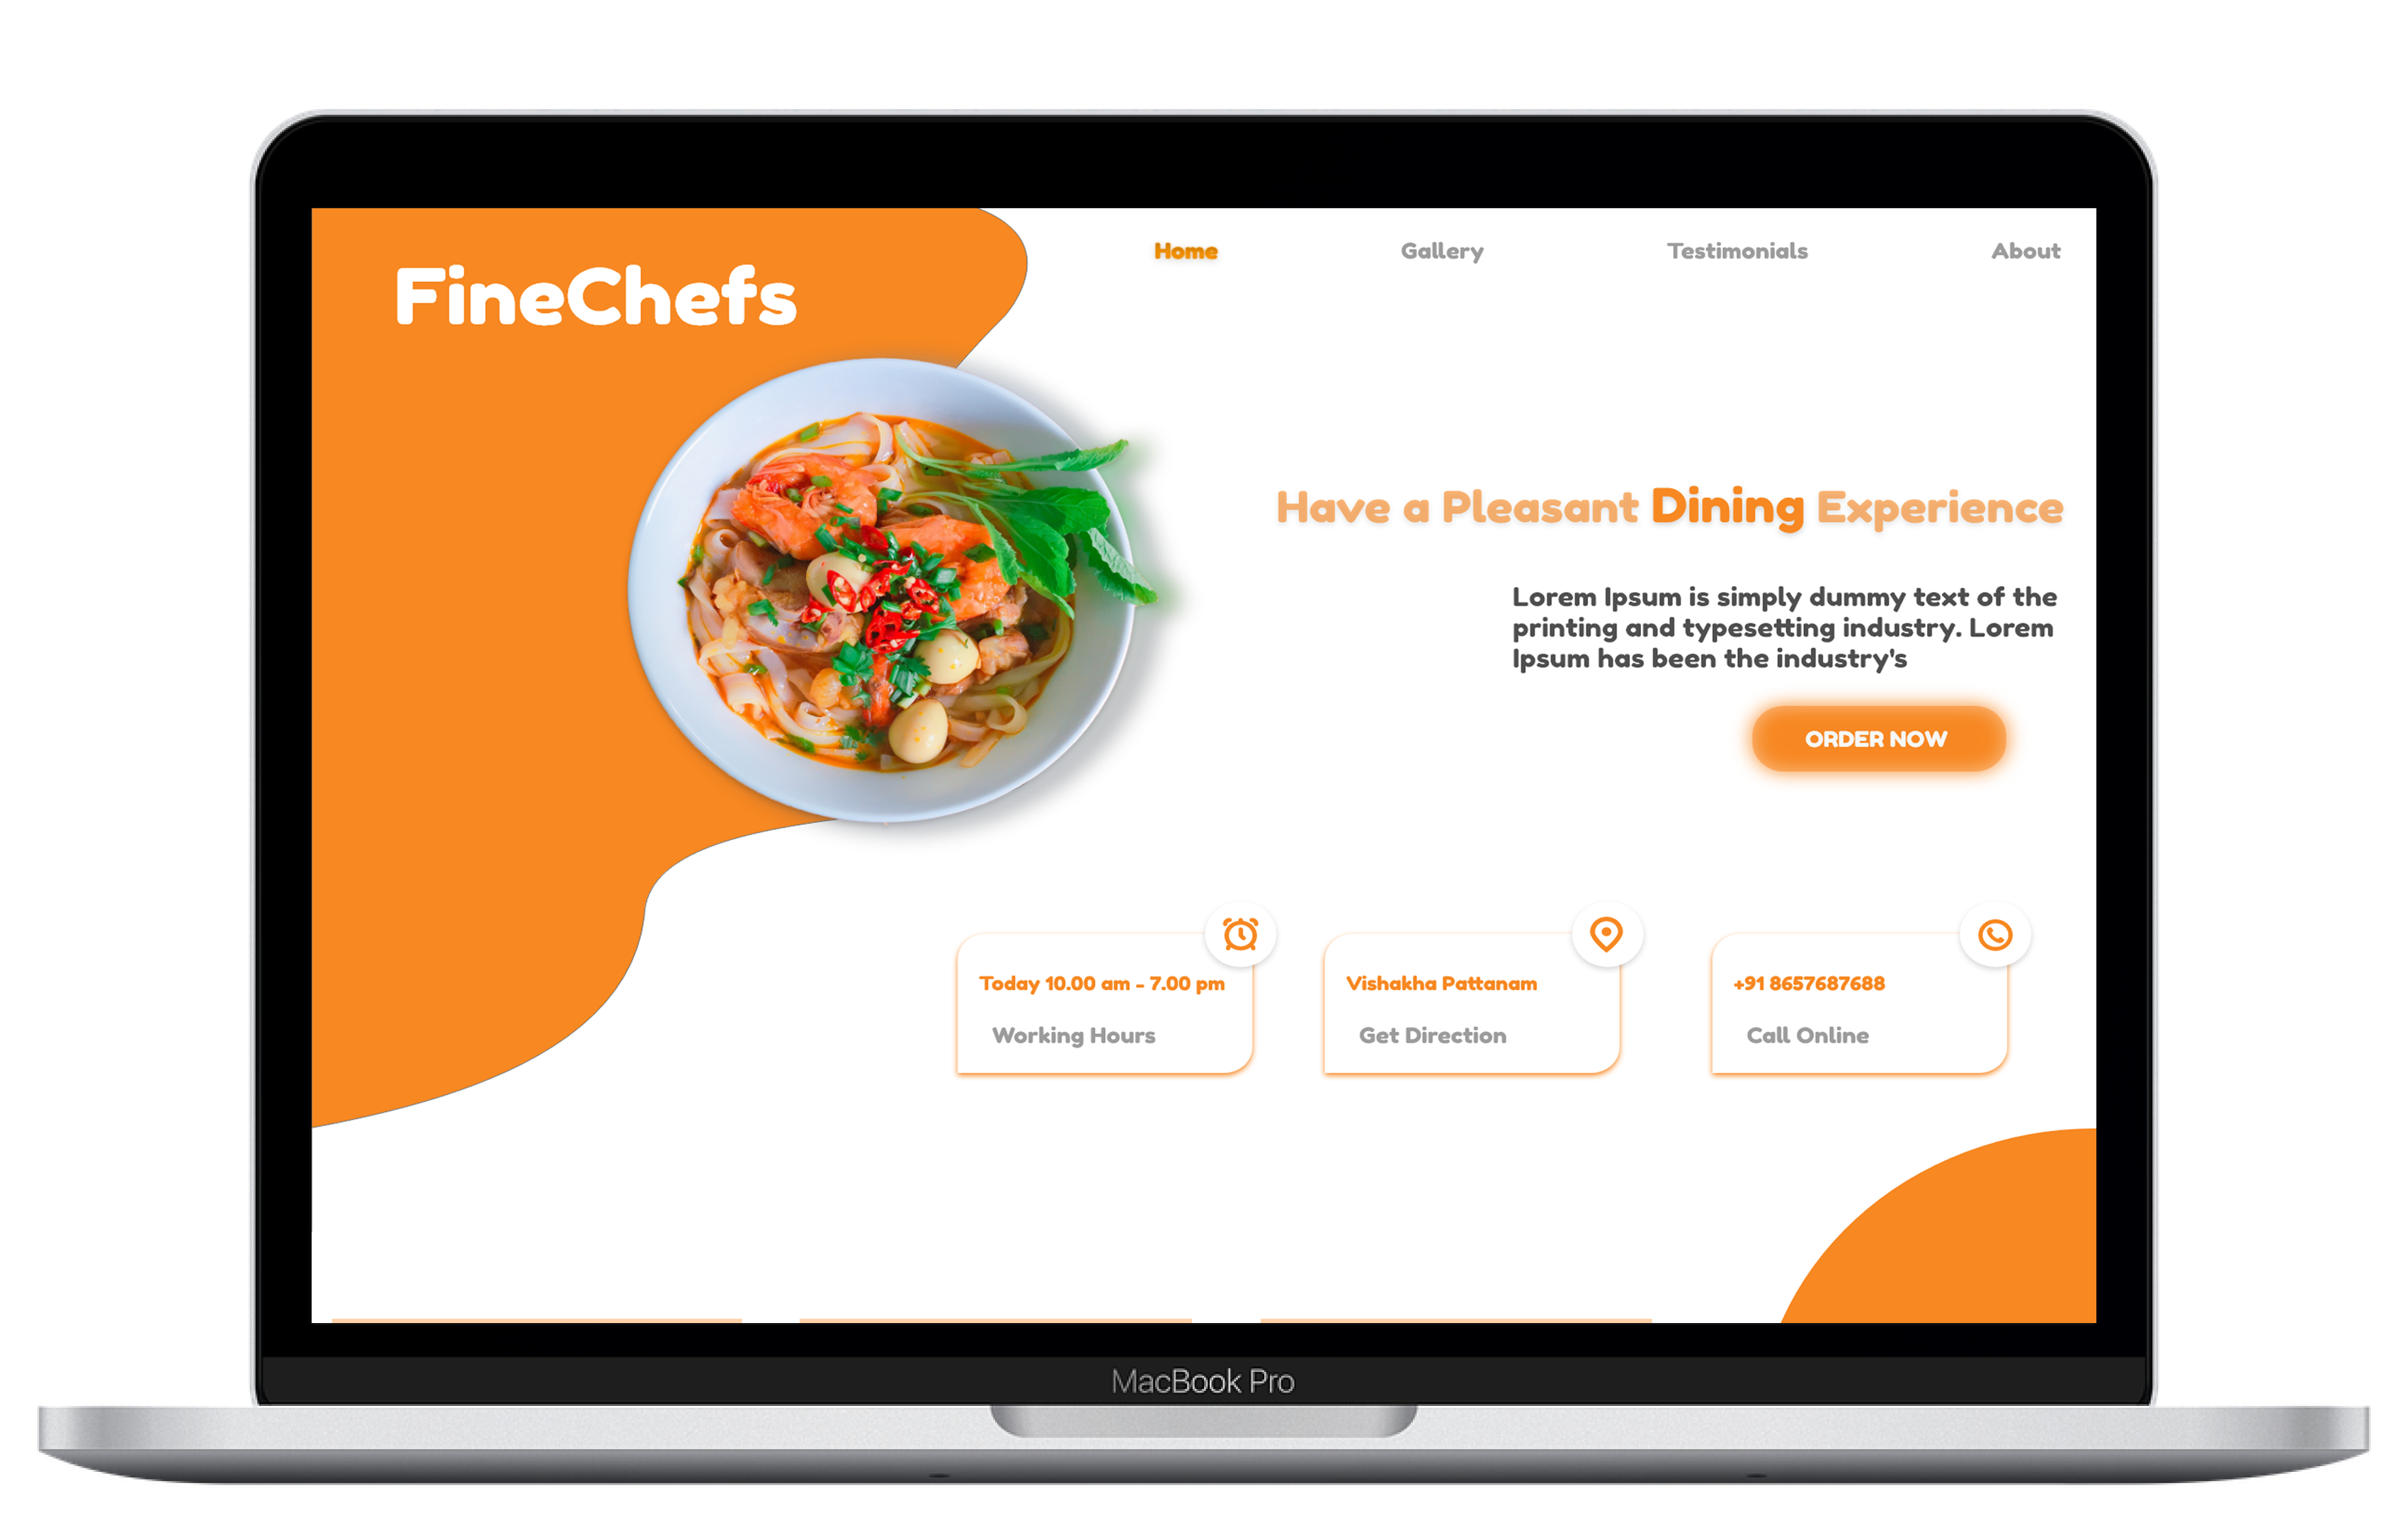 FineChefs
Home
Gallery
Testimonials
About
Have a Pleasant Dining Experience
Lorem Ipsum is simply dummy text of the
printing and typesetting industry. Lorem
Ipsum has been the industry's
ORDER NOW
Today 10.00 am - 7.00 pm
Working Hours
Vishakha Pattanam
Get Direction
+91 8657687688
Call Online
MacBook Pro